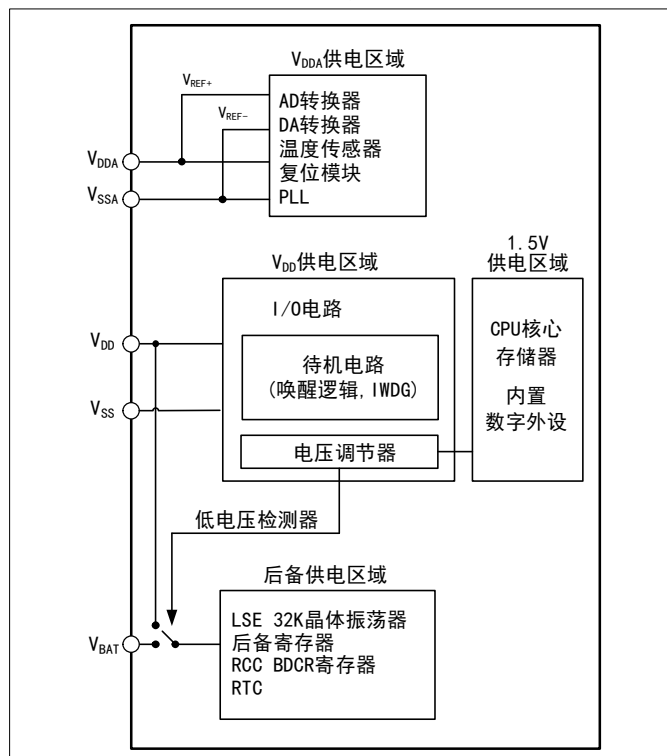 VDDA供电区域
VREF+
AD转换器
VREF-
DA转换器
温度传感器
VDDA
复位模块
VSSA
PLL
1.5V
供电区域
VDD供电区域
I/O电路
CPU核心
存储器
VDD
待机电路
(唤醒逻辑,IWDG)
内置
数字外设
VSS
电压调节器
低电压检测器
后备供电区域
LSE 32K晶体振荡器
后备寄存器
VBAT
RCC BDCR寄存器
RTC